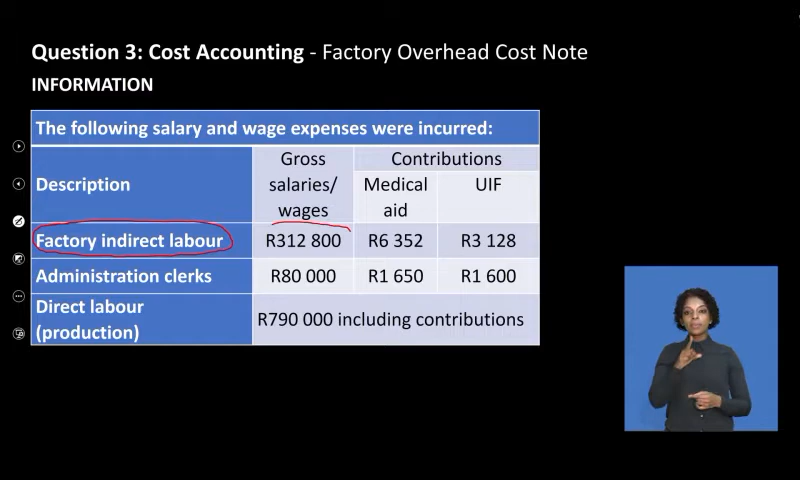 Question 3: Cost Accounting - Factory Overhead Cost Note
INFORMATION
The following salary and wage expenses were incurred:
Description
Gross
salaries/
wages
Contributions
Medical
aid
UIF
Factory indirect labour R312 800 R6 352 R3 128
Administration clerks R80 000 R1 650 R1 600
Direct labour
(production)
R790 000 including contributions